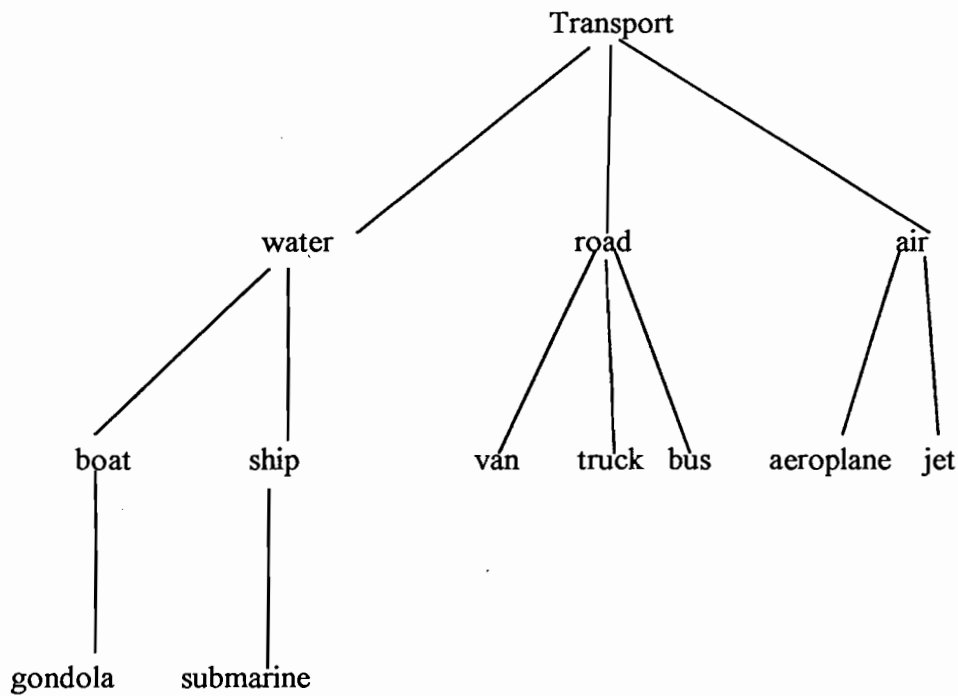 Transport
water road air
boat ship van truck bus aeroplane jet
gondola submarine